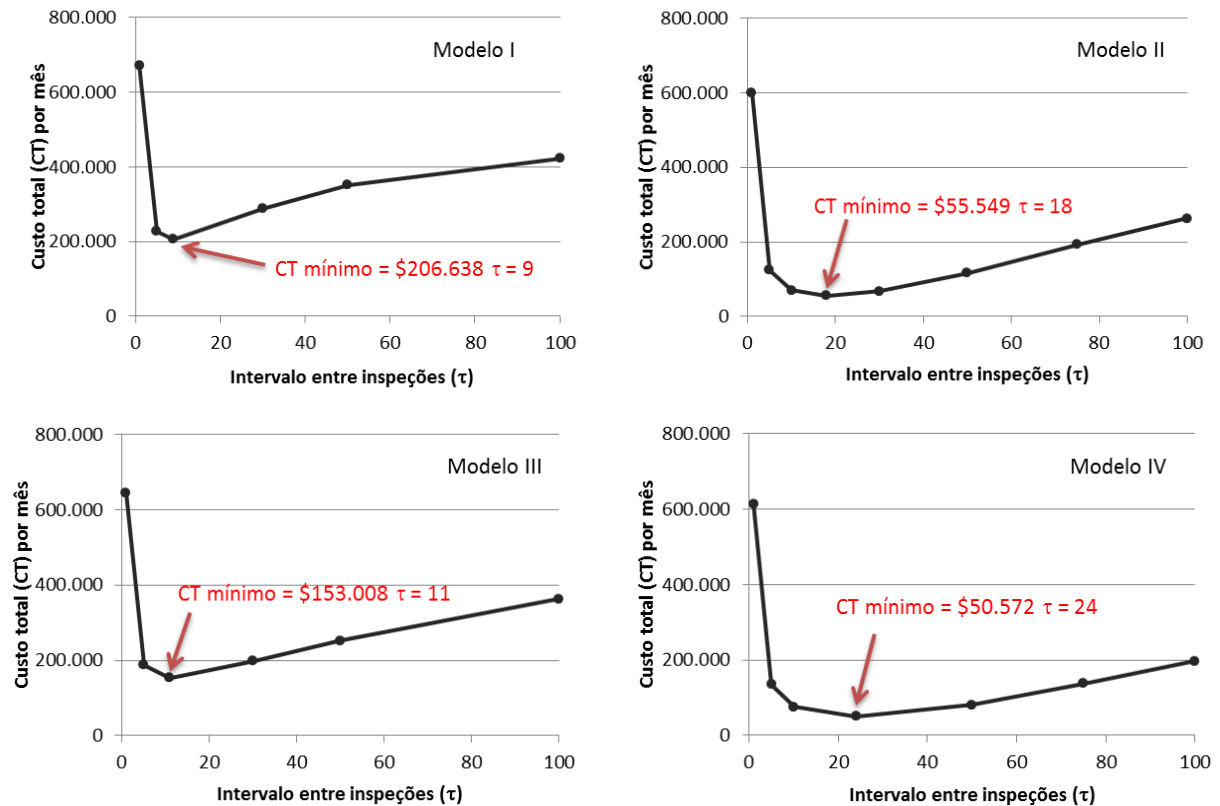 800.000
600.000
400.000
200.000
0
Custo total (CT) por mês
Modelo I
CT mínimo = $206.638 τ = 9
0 20 40 60 80 100
Intervalo entre inspeções (τ)
800.000
600.000
400.000
200.000
0
Custo total (CT) por mês
Modelo II
CT mínimo = $55.549 τ = 18
0 20 40 60 80 100
Intervalo entre inspeções (τ)
800.000
600.000
400.000
200.000
0
Custo total (CT) por mês
Modelo III
CT mínimo = $153.008 τ = 11
0 20 40 60 80 100
Intervalo entre inspeções (τ)
800.000
600.000
400.000
200.000
0
Custo total (CT) por mês
Modelo IV
CT mínimo = $50.572 τ = 24
0 20 40 60 80 100
Intervalo entre inspeções (τ)